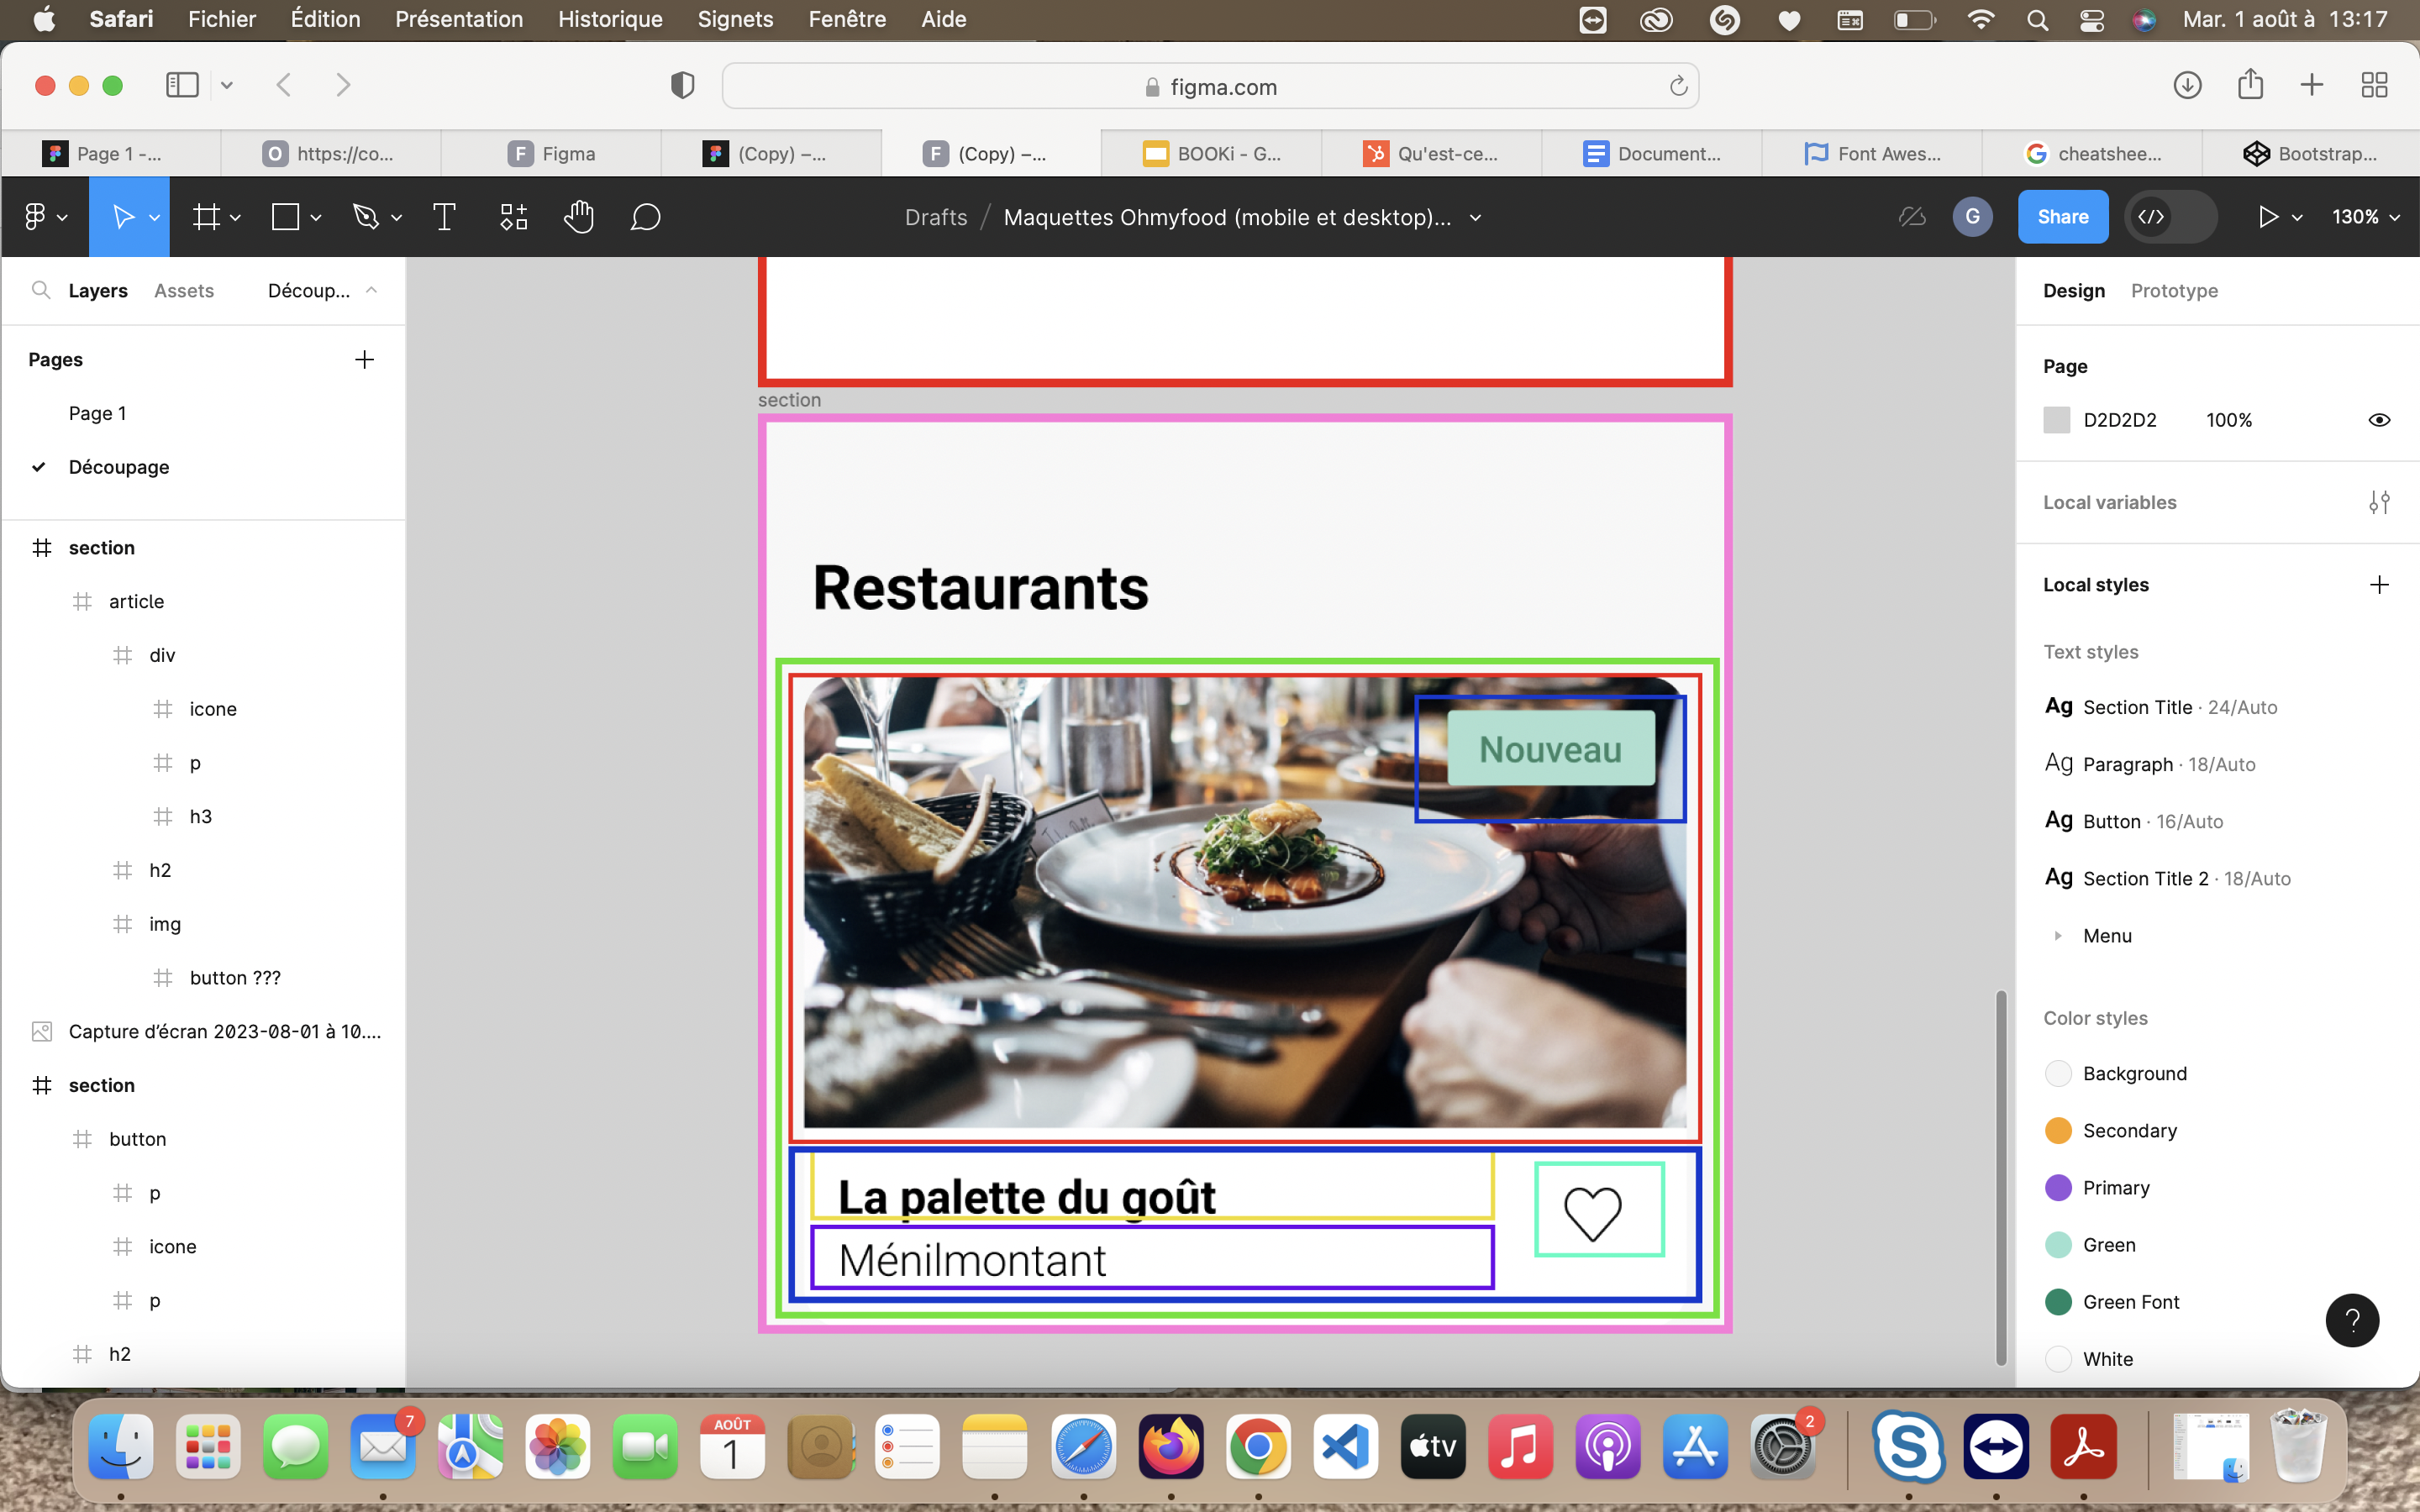 Safari Fichier Édition Présentation Historique Signets Fenêtre Aide Mar. 1 août à 13:17
figma.com
Page 1 -... https://co... Figma (Copy) –... (Copy) –... BOOKi - G... Qu'est-ce... Document... Font Awes... cheatshee... Bootstrap...
Drafts / Maquettes Ohmyfood (mobile et desktop)... G Share 130%
Layers Assets Découp...
Pages
Page 1
Découpage
section
article
div
icone
p
h3
h2
img
button ???
Capture d'écran 2023-08-01 à 10....
section
button
p
icone
p
h2
section
Restaurants
Nouveau
La palette du goût
Ménilmontant
Design Prototype
Page
D2D2D2 100%
Local variables
Local styles
Text styles
Ag Section Title · 24/Auto
Ag Paragraph · 18/Auto
Ag Button · 16/Auto
Ag Section Title 2 · 18/Auto
Menu
Color styles
Background
Secondary
Primary
Green
Green Font
White
?
7
AOÛT
1
tv
2